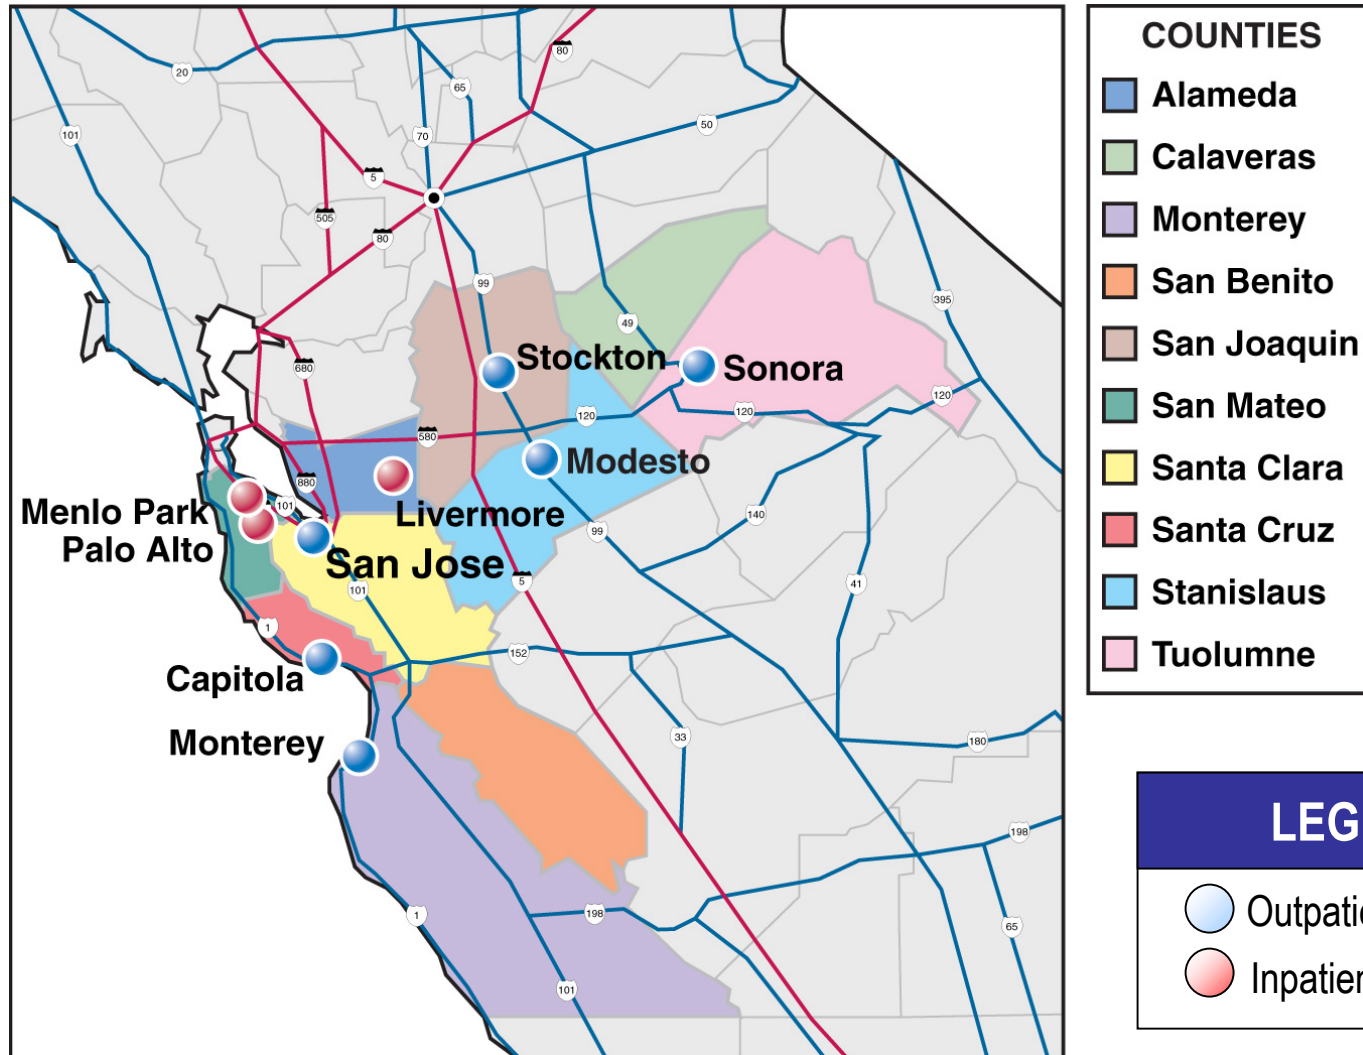 COUNTIES
Alameda
Calaveras
Monterey
San Benito
San Joaquin
San Mateo
Santa Clara
Santa Cruz
Stanislaus
Tuolumne
LEG
Outpatie
Inpatier
80
20
65
101
70
50
5
505
80
99
395
49
680
Stockton
Sonora
120
120
120
580
Modesto
880
101
Menlo Park
Livermore
140
99
Palo Alto
San Jose
5
101
41
1
152
Capitola
33
180
Monterey
198
198
1
65
101